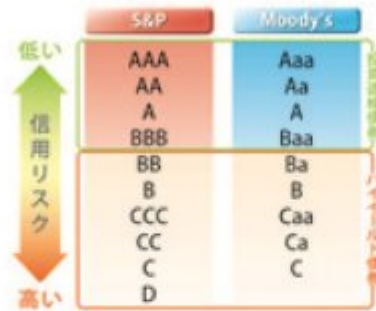 S&P Moody's
低い
AAA Aaa
AA Aa
A A
BBB Baa
BB Ba
B B
CCC Caa
CC Ca
C C
D
高い
信用リスク